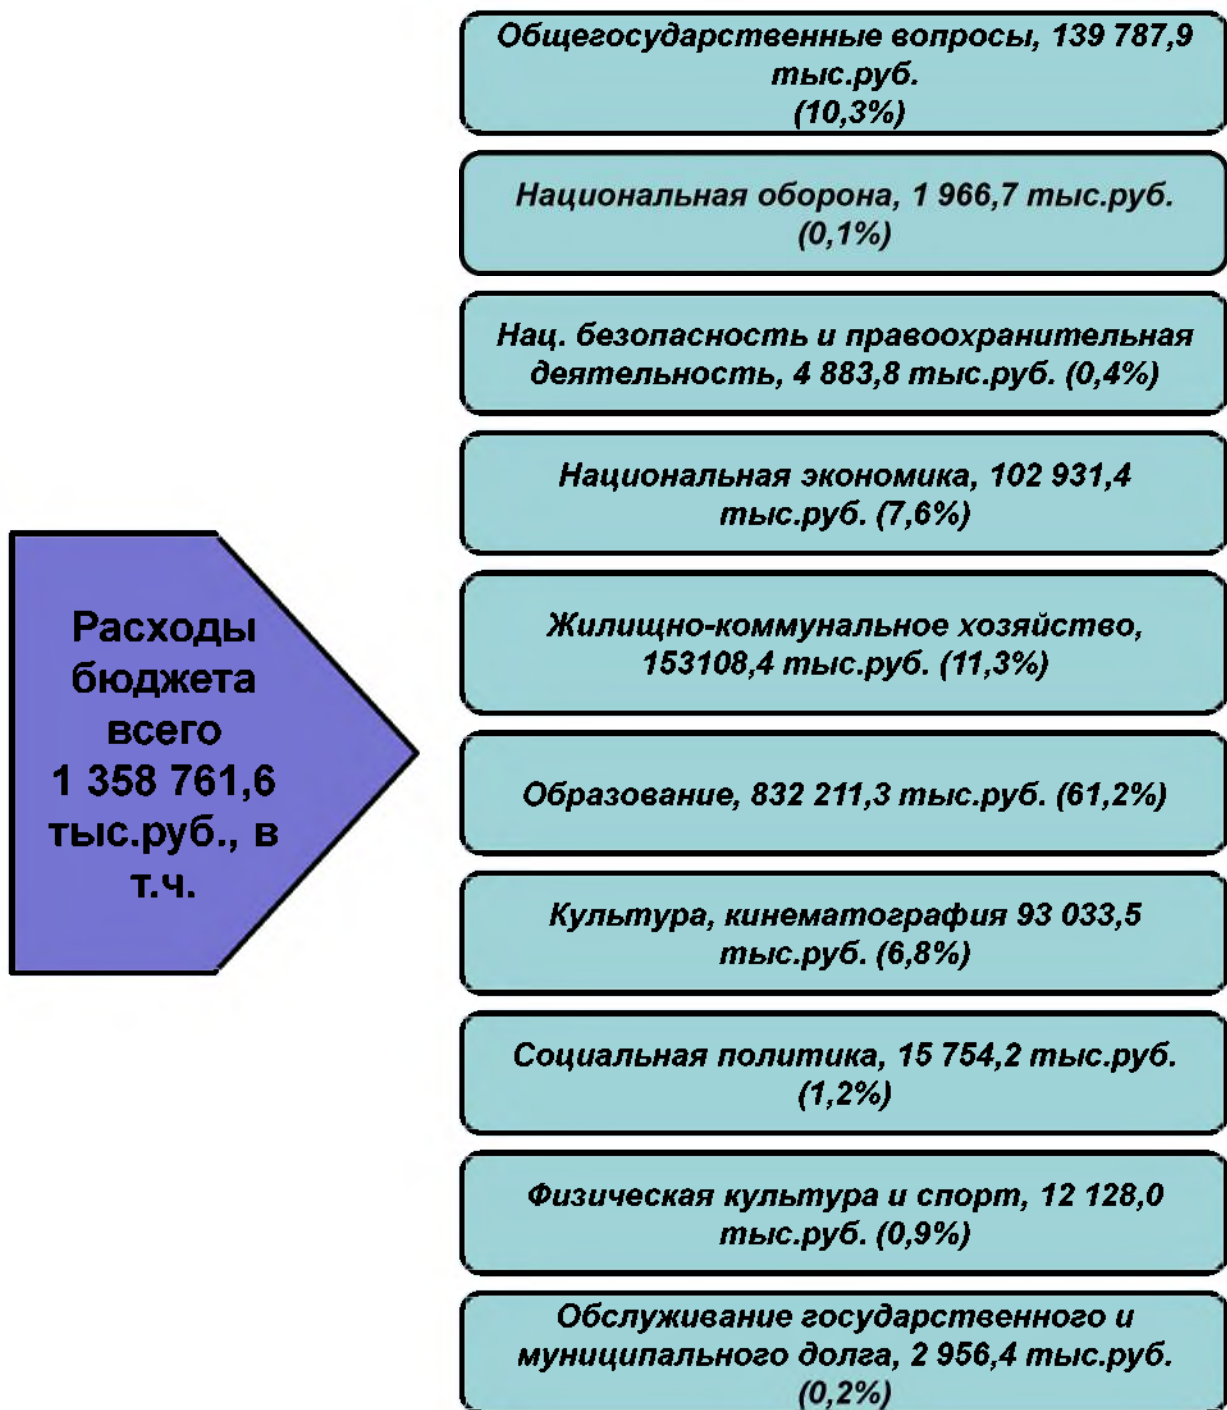 Расходы
бюджета
всего
1 358 761,6
тыс.руб., в
т.ч.
Общегосударственные вопросы, 139 787,9
тыс.руб.
(10,3%)
Национальная оборона, 1 966,7 тыс.руб.
(0,1%)
Нац. безопасность и правоохранительная
деятельность, 4 883,8 тыс.руб. (0,4%)
Национальная экономика, 102 931,4
тыс.руб. (7,6%)
Жилищно-коммунальное хозяйство,
153108,4 тыс.руб. (11,3%)
Образование, 832 211,3 тыс.руб. (61,2%)
Культура, кинематография 93 033,5
тыс.руб. (6,8%)
Социальная политика, 15 754,2 тыс.руб.
(1,2%)
Физическая культура и спорт, 12 128,0
тыс.руб. (0,9%)
Обслуживание государственного и
муниципального долга, 2 956,4 тыс.руб.
(0,2%)